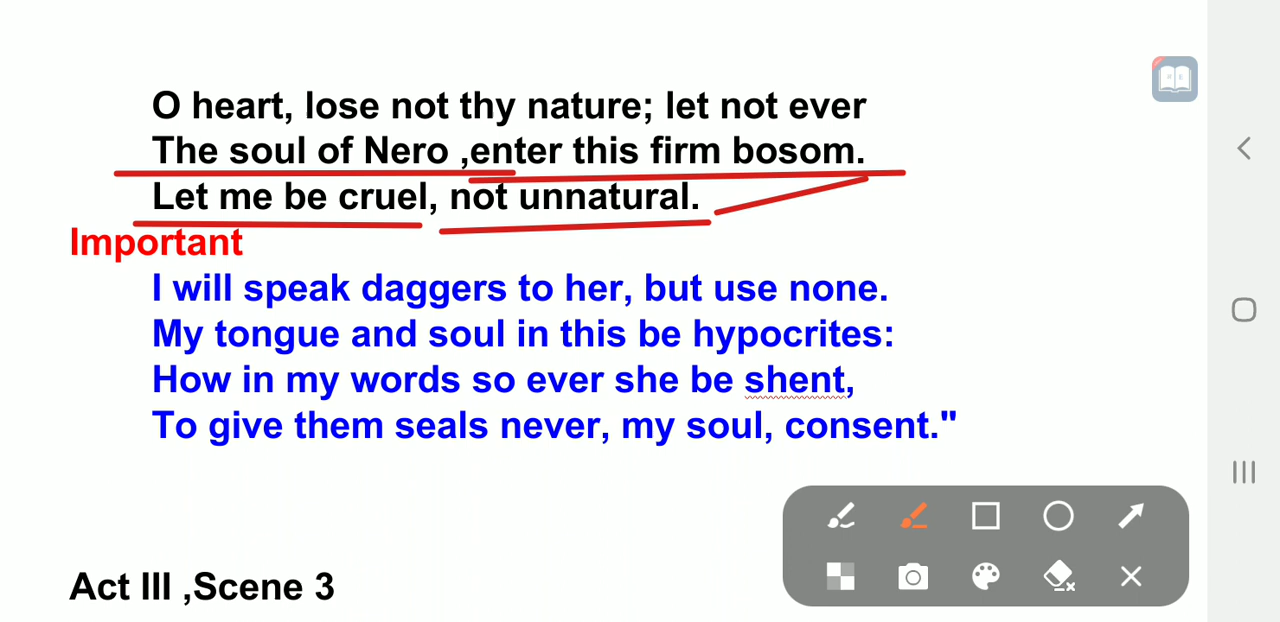 O heart, lose not thy nature; let not ever
The soul of Nero ,enter this firm bosom.
Let me be cruel, not unnatural.
Important
I will speak daggers to her, but use none.
My tongue and soul in this be hypocrites:
How in my words so ever she be shent,
To give them seals never, my soul, consent."
Act III ,Scene 3